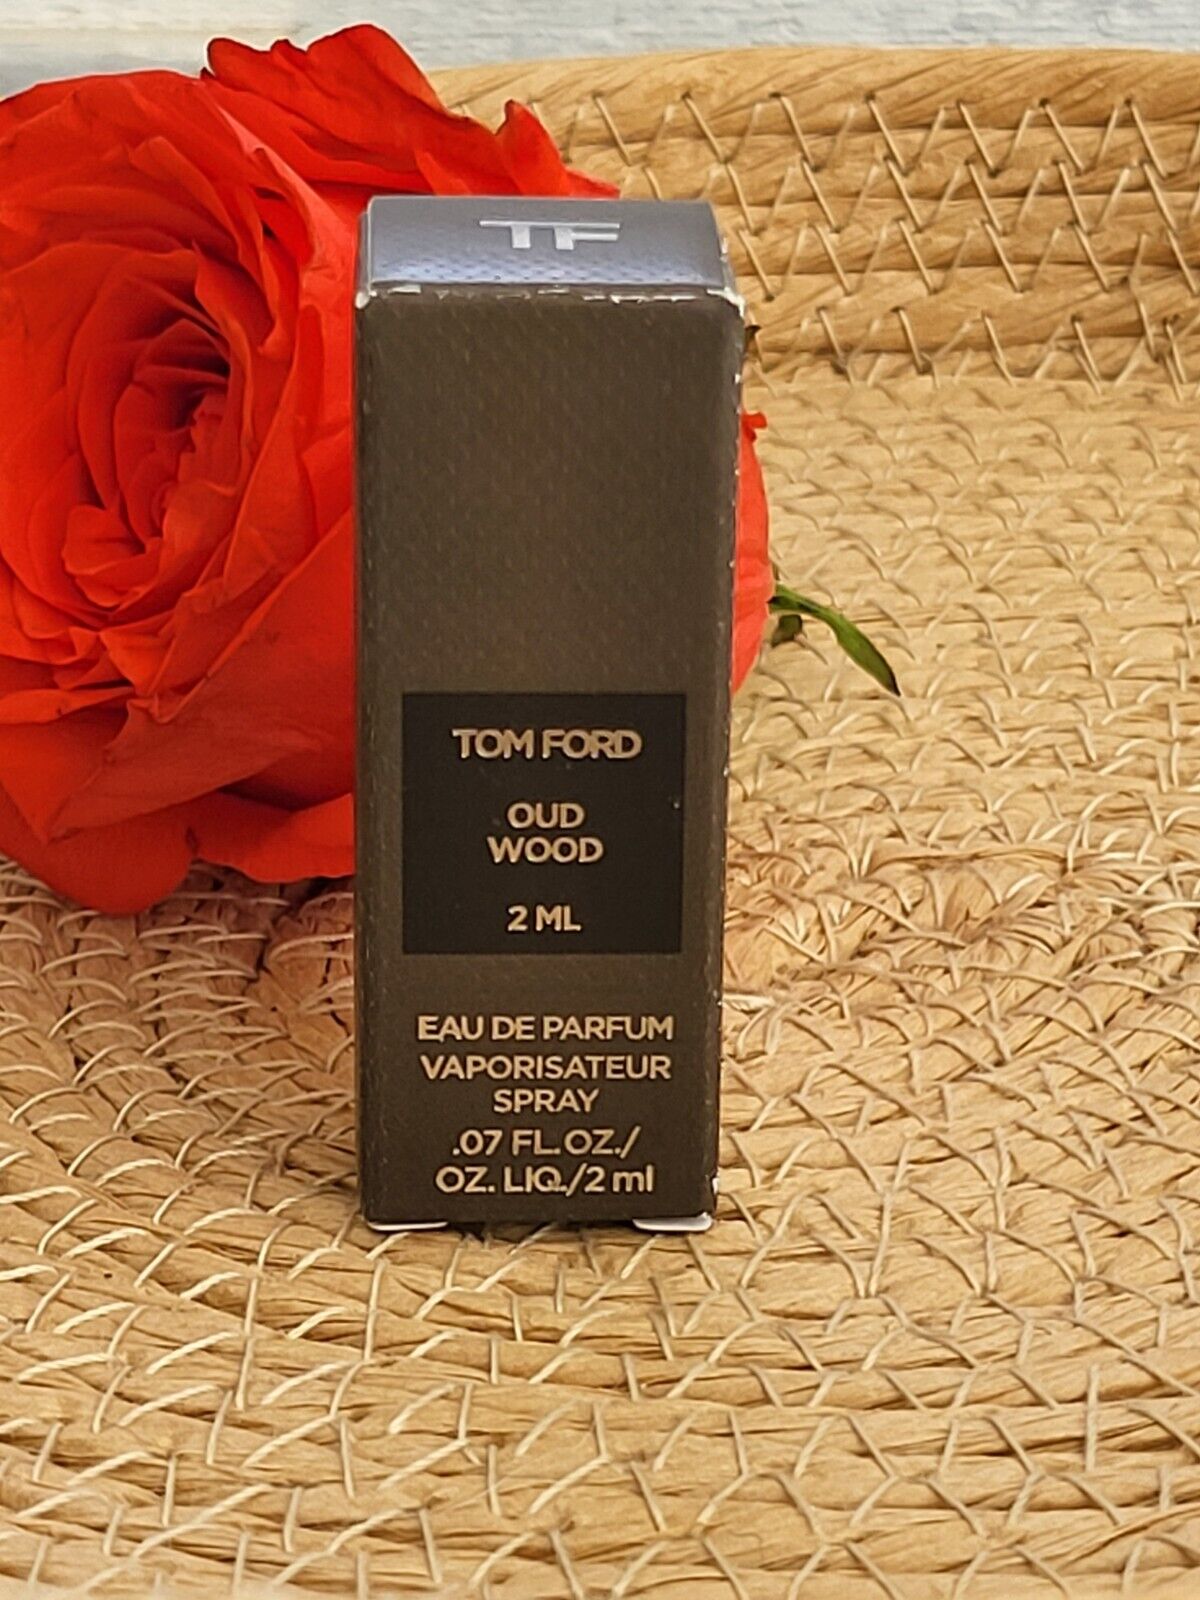 TF
TOM FORD
OUD
WOOD
2 ML
EAU DE PARFUM
VAPORISATEUR
SPRAY
.07 FL.OZ./
OZ. LIQ./2 ml